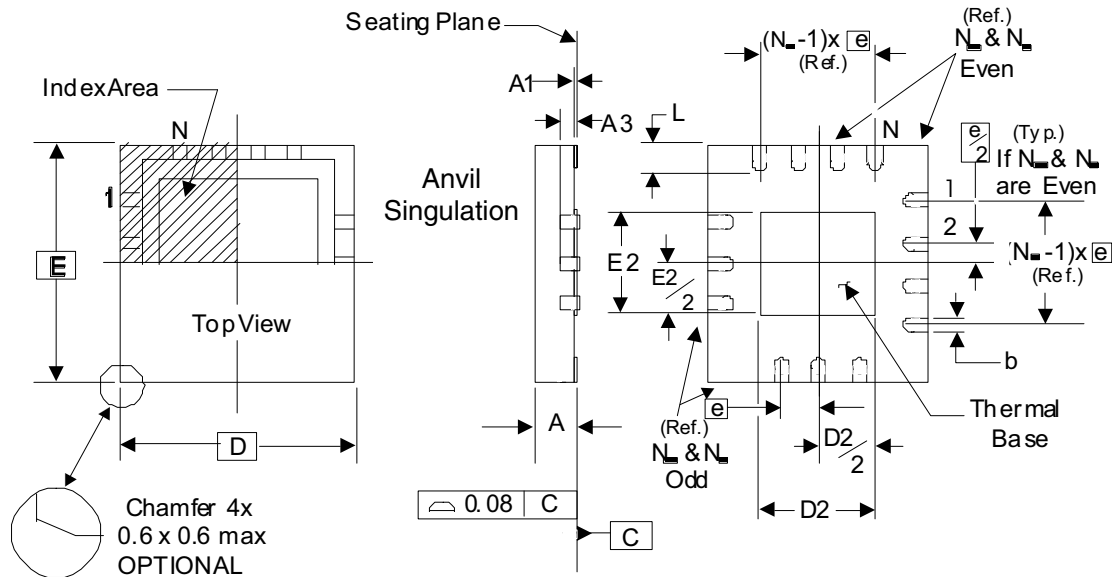 Seating Plane
(Ref.)
(N -1)x e
(Ref.)
N & N
Even
A1
Index Area
A3
L
N
N
e/2
(Typ.)
If N & N
are Even
Anvil
Singulation
1
1
2
E
E2
E2/2
(N -1)x e
(Ref.)
Top View
b
e
Thermal
Base
A
(Ref.)
N & N
Odd
D2/2
D
0.08 C
D2
C
Chamfer 4x
0.6 x 0.6 max
OPTIONAL